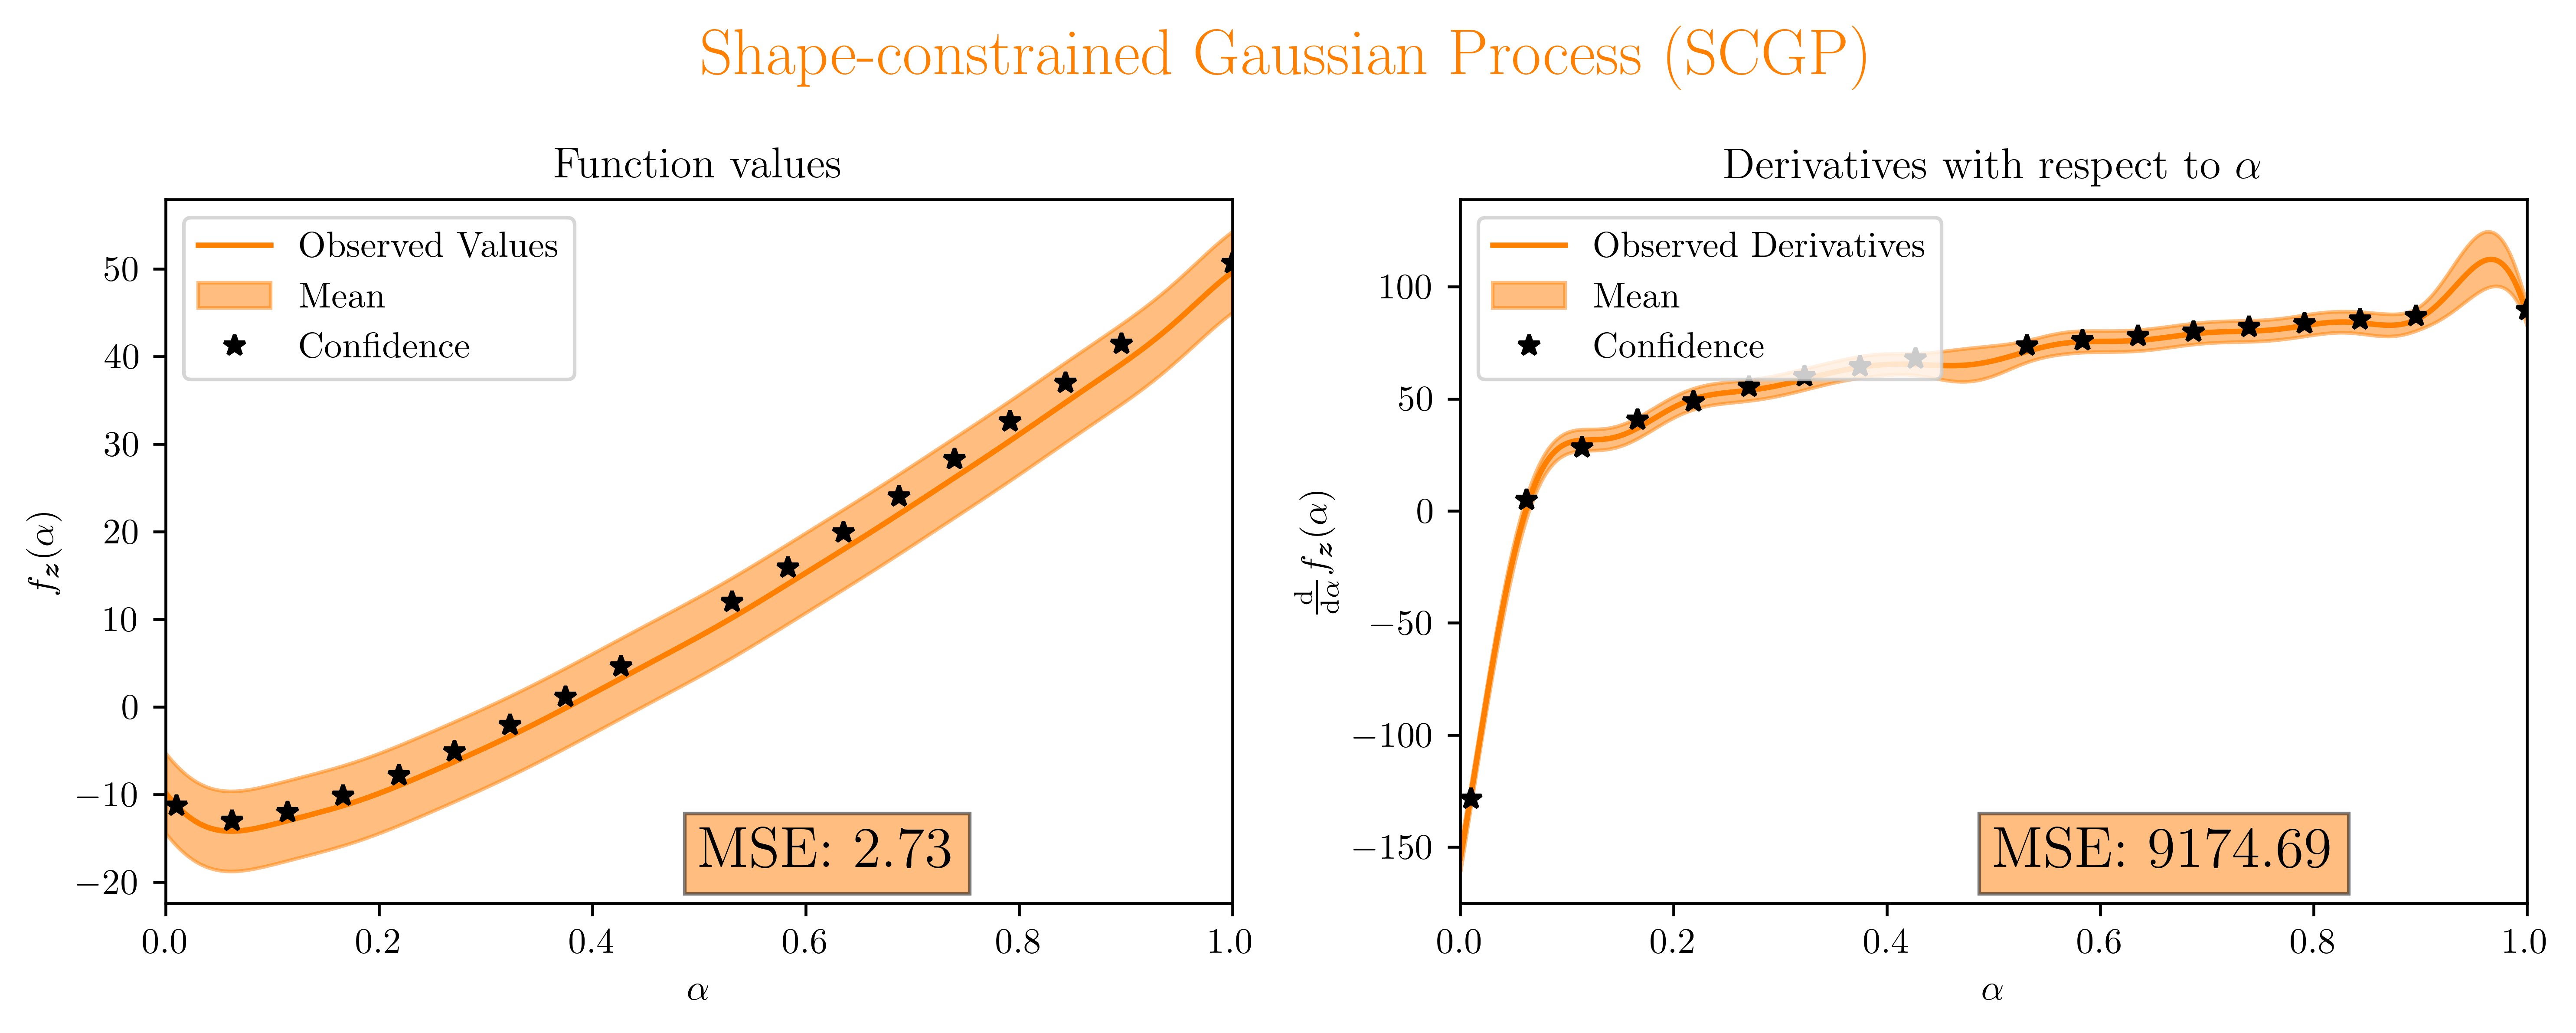 Shape-constrained Gaussian Process (SCGP)
Function values
Observed Values
Mean
Confidence
50
40
30
20
10
0
−10
−20
f_z(α)
MSE: 2.73
0.0 0.2 0.4 0.6 0.8 1.0
α
Derivatives with respect to α
Observed Derivatives
Mean
Confidence
100
50
0
−50
−100
−150
d/dα f_z(α)
MSE: 9174.69
0.0 0.2 0.4 0.6 0.8 1.0
α